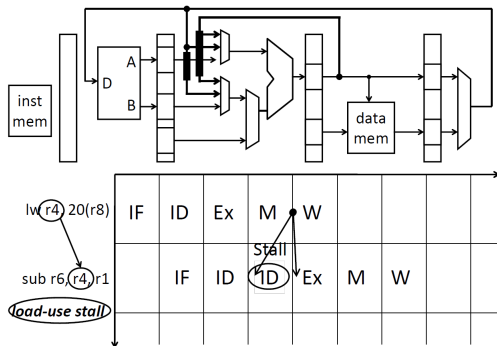 A
D
B
inst
mem
data
mem
lw r4, 20(r8) IF ID Ex M W
Stall
sub r6, r4, r1 IF ID ID Ex M W
load-use stall